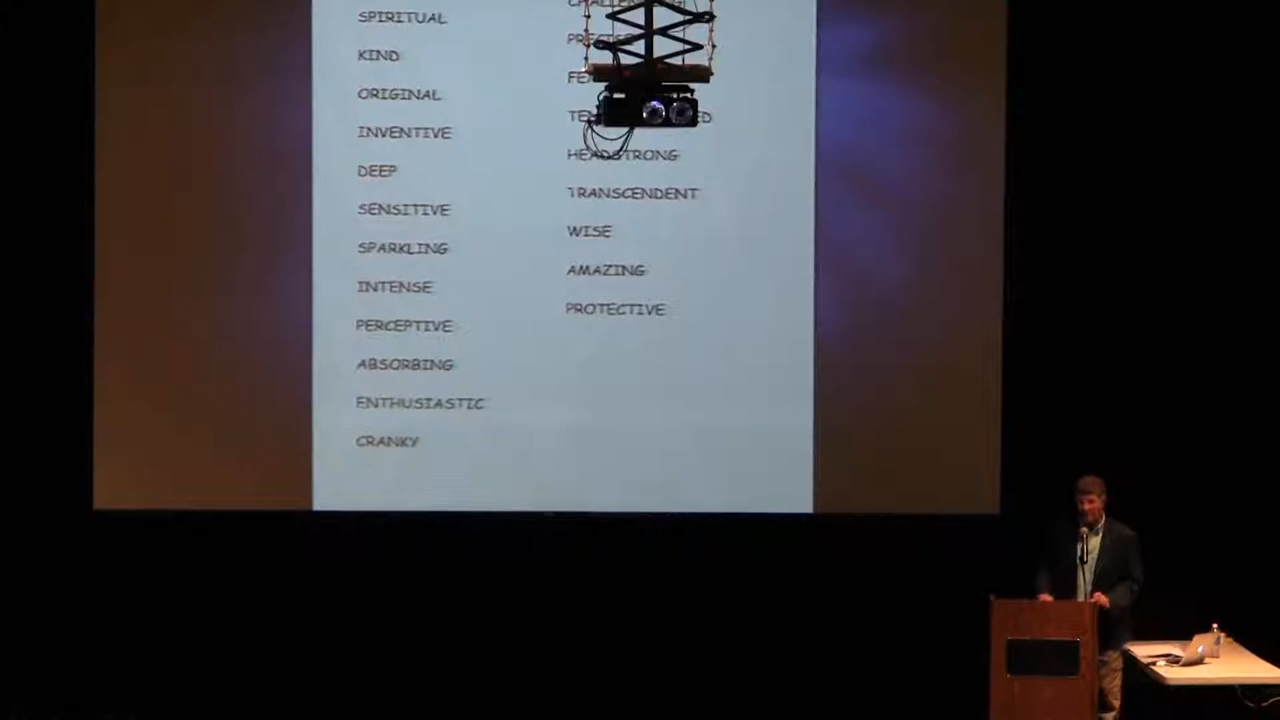 SPIRITUAL
KIND
ORIGINAL
INVENTIVE
DEEP
SENSITIVE
SPARKLING
INTENSE
PERCEPTIVE
ABSORBING
ENTHUSIASTIC
CRANKY
HEADSTRONG
TRANSCENDENT
WISE
AMAZING
PROTECTIVE